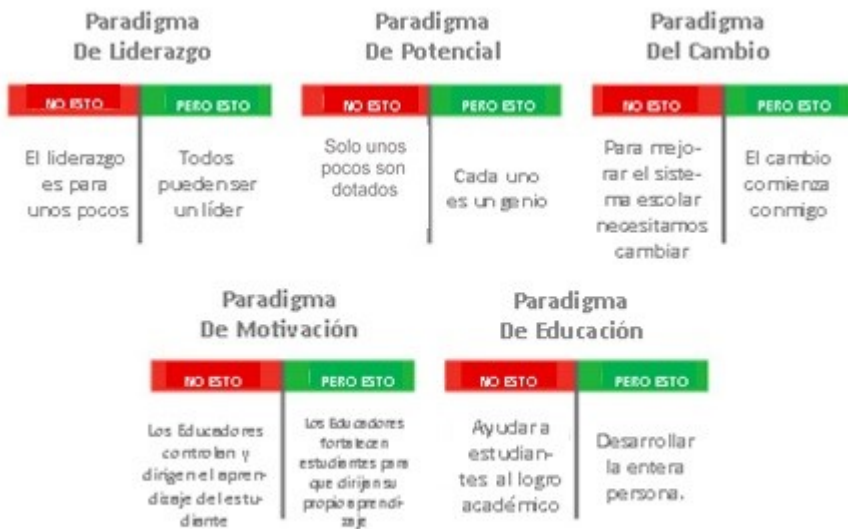 Paradigma
De Liderazgo
NO ESTO
PERO ESTO
El liderazgo
es para
unos pocos
Todos
pueden ser
un líder
Paradigma
De Potencial
NO ESTO
PERO ESTO
Solo unos
pocos son
dotados
Cada uno
es un genio
Paradigma
Del Cambio
NO ESTO
PERO ESTO
Para mejo-
rar el siste-
ma escolar
necesitamos
cambiar
El cambio
comienza
conmigo
Paradigma
De Motivación
NO ESTO
PERO ESTO
Los Educadores
controlan y
dirigen el apren-
dizaje del estu-
diante
Los Educadores
fortalecen
estudiantes para
que dirijan su
propio aprendi-
zaje
Paradigma
De Educación
NO ESTO
PERO ESTO
Ayudar a
estudian-
tes al logro
académico
Desarrollar
la entera
persona.